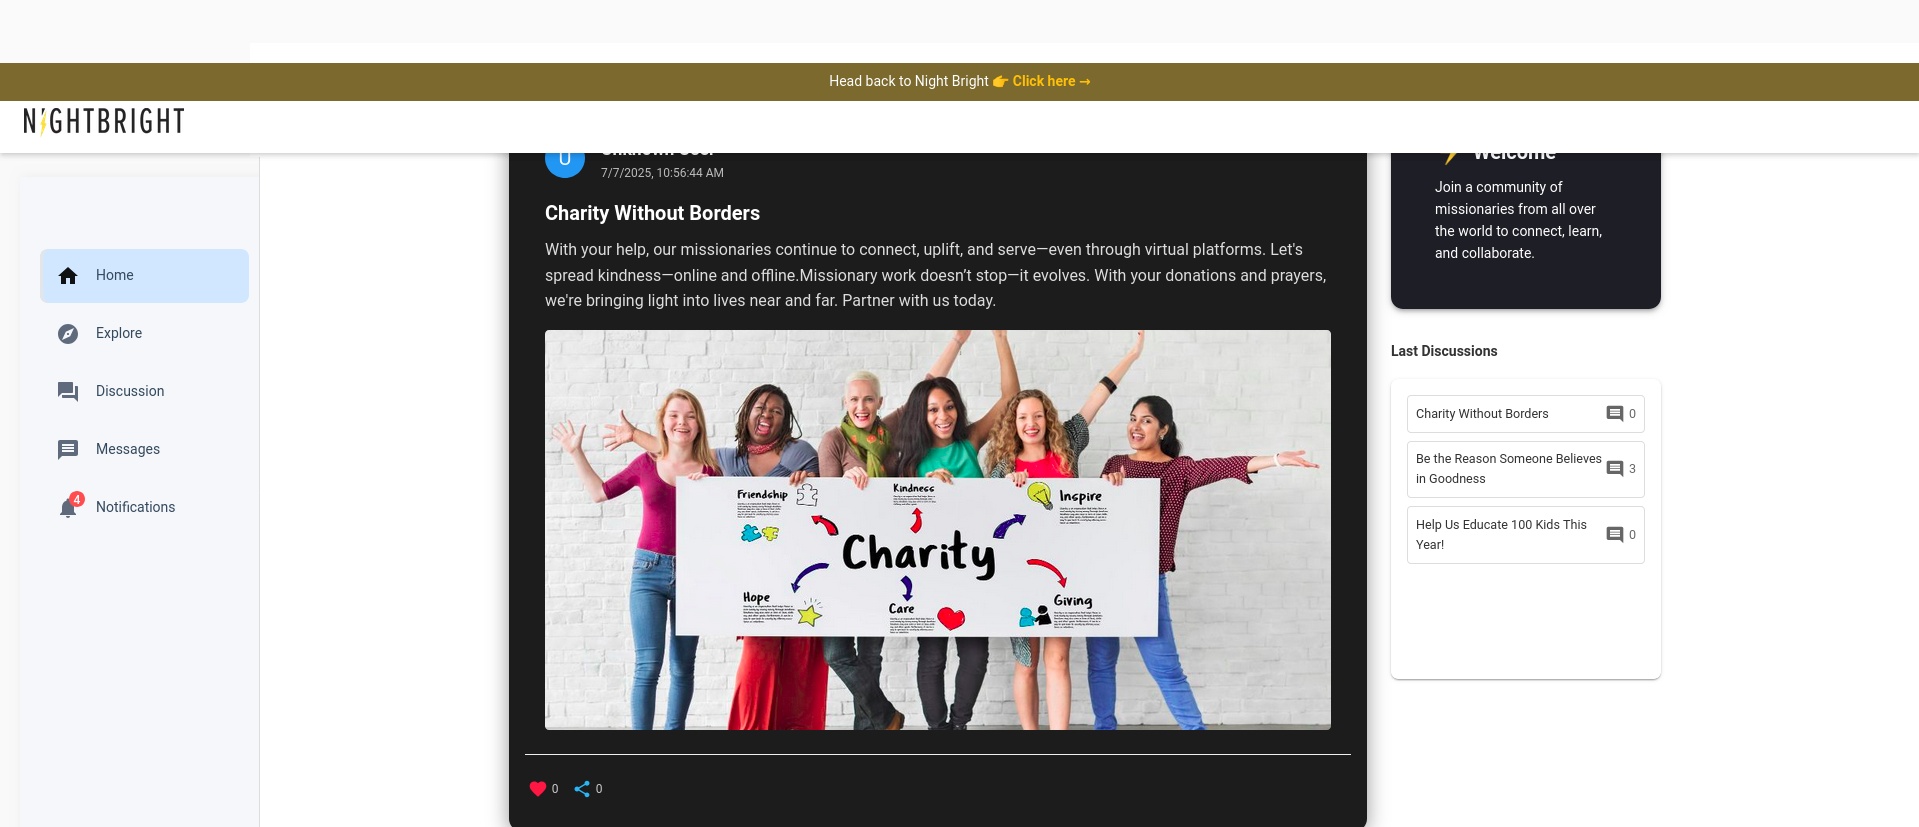 Head back to Night Bright 👉 Click here →
NIGHTBRIGHT
Home
Explore
Discussion
Messages
4
Notifications
U
7/7/2025, 10:56:44 AM
Charity Without Borders
With your help, our missionaries continue to connect, uplift, and serve—even through virtual platforms. Let's
spread kindness—online and offline.Missionary work doesn’t stop—it evolves. With your donations and prayers,
we're bringing light into lives near and far. Partner with us today.
Friendship
Kindness
Inspire
Charity
Hope
Care
Giving
0 0
Welcome
Join a community of
missionaries from all over
the world to connect, learn,
and collaborate.
Last Discussions
Charity Without Borders 0
Be the Reason Someone Believes
in Goodness 3
Help Us Educate 100 Kids This
Year! 0